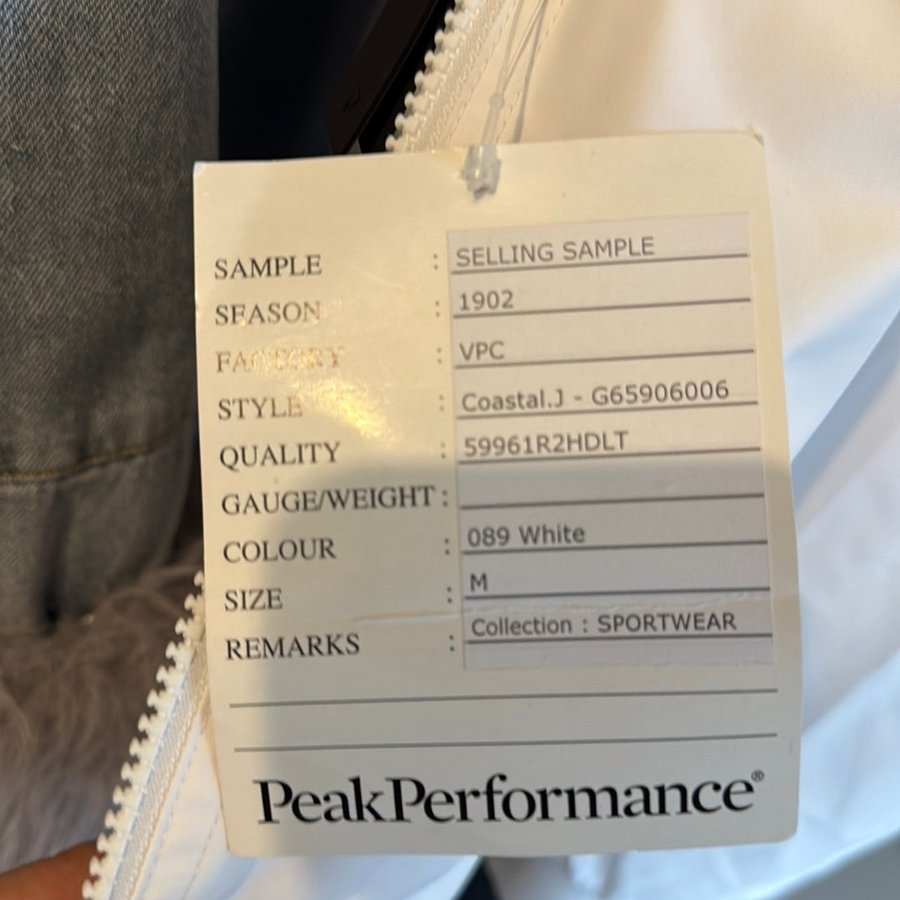 SAMPLE : SELLING SAMPLE
SEASON : 1902
FACTORY : VPC
STYLE : Coastal.J - G65906006
QUALITY : 59961R2HDLT
GAUGE/WEIGHT :
COLOUR : 089 White
SIZE : M
REMARKS : Collection : SPORTWEAR
PeakPerformance®